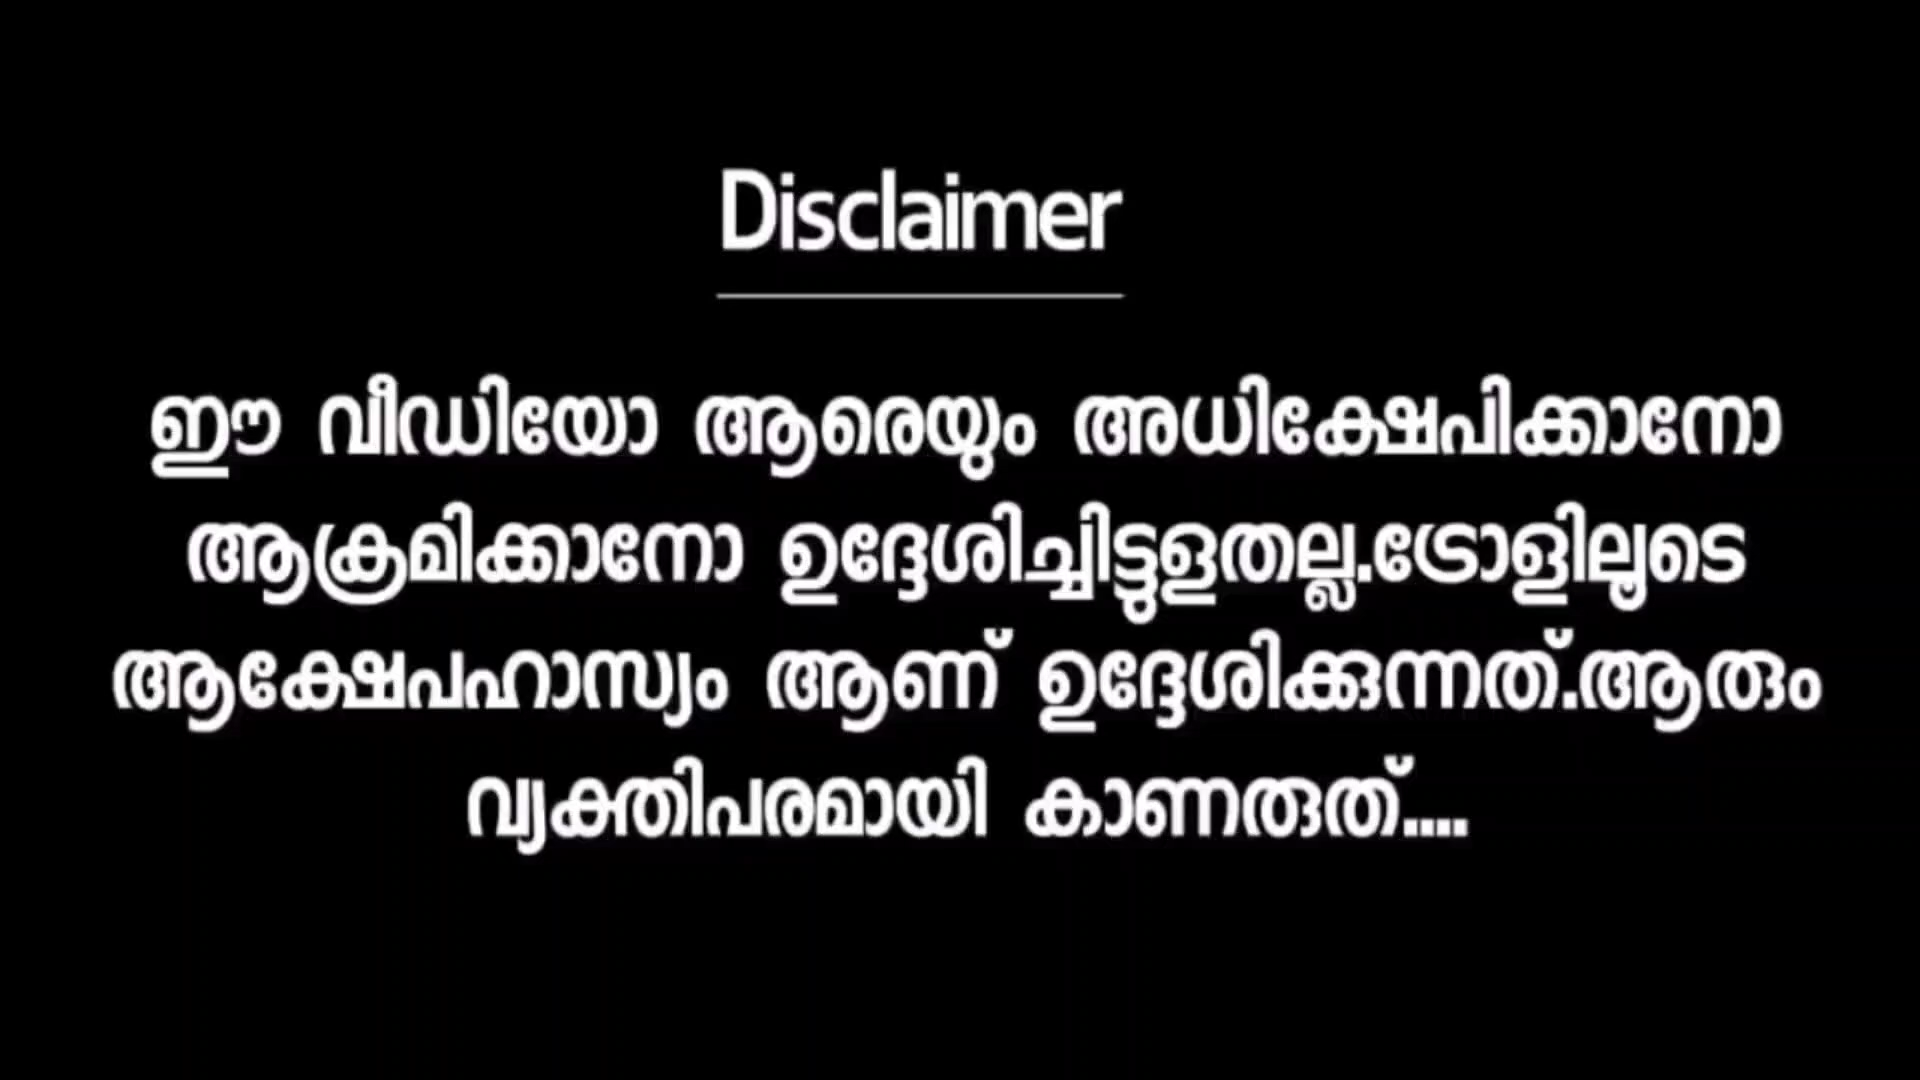 Disclaimer
ഈ വീഡിയോ ആരെയും അധിക്ഷേപിക്കാനോ
ആക്രമിക്കാനോ ഉദ്ദേശിച്ചിട്ടുളതല്ല.ട്രോളിലൂടെ
ആക്ഷേപഹാസ്യം ആണ് ഉദ്ദേശിക്കുന്നത്.ആരും
വ്യക്തിപരമായി കാണരുത്....